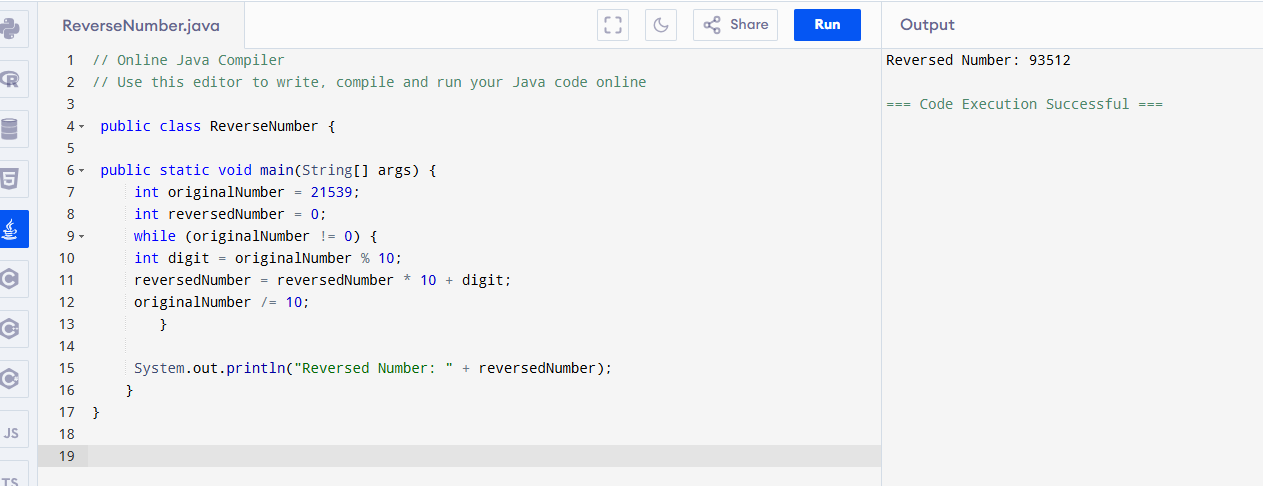 ReverseNumber.java
Share
Run
Output
1 // Online Java Compiler
2 // Use this editor to write, compile and run your Java code online
3
4 public class ReverseNumber {
5
6 public static void main(String[] args) {
7 int originalNumber = 21539;
8 int reversedNumber = 0;
9 while (originalNumber != 0) {
10 int digit = originalNumber % 10;
11 reversedNumber = reversedNumber * 10 + digit;
12 originalNumber /= 10;
13 }
14
15 System.out.println("Reversed Number: " + reversedNumber);
16 }
17 }
18
19
Reversed Number: 93512
=== Code Execution Successful ===
R
5
C
C
C
JS
TS